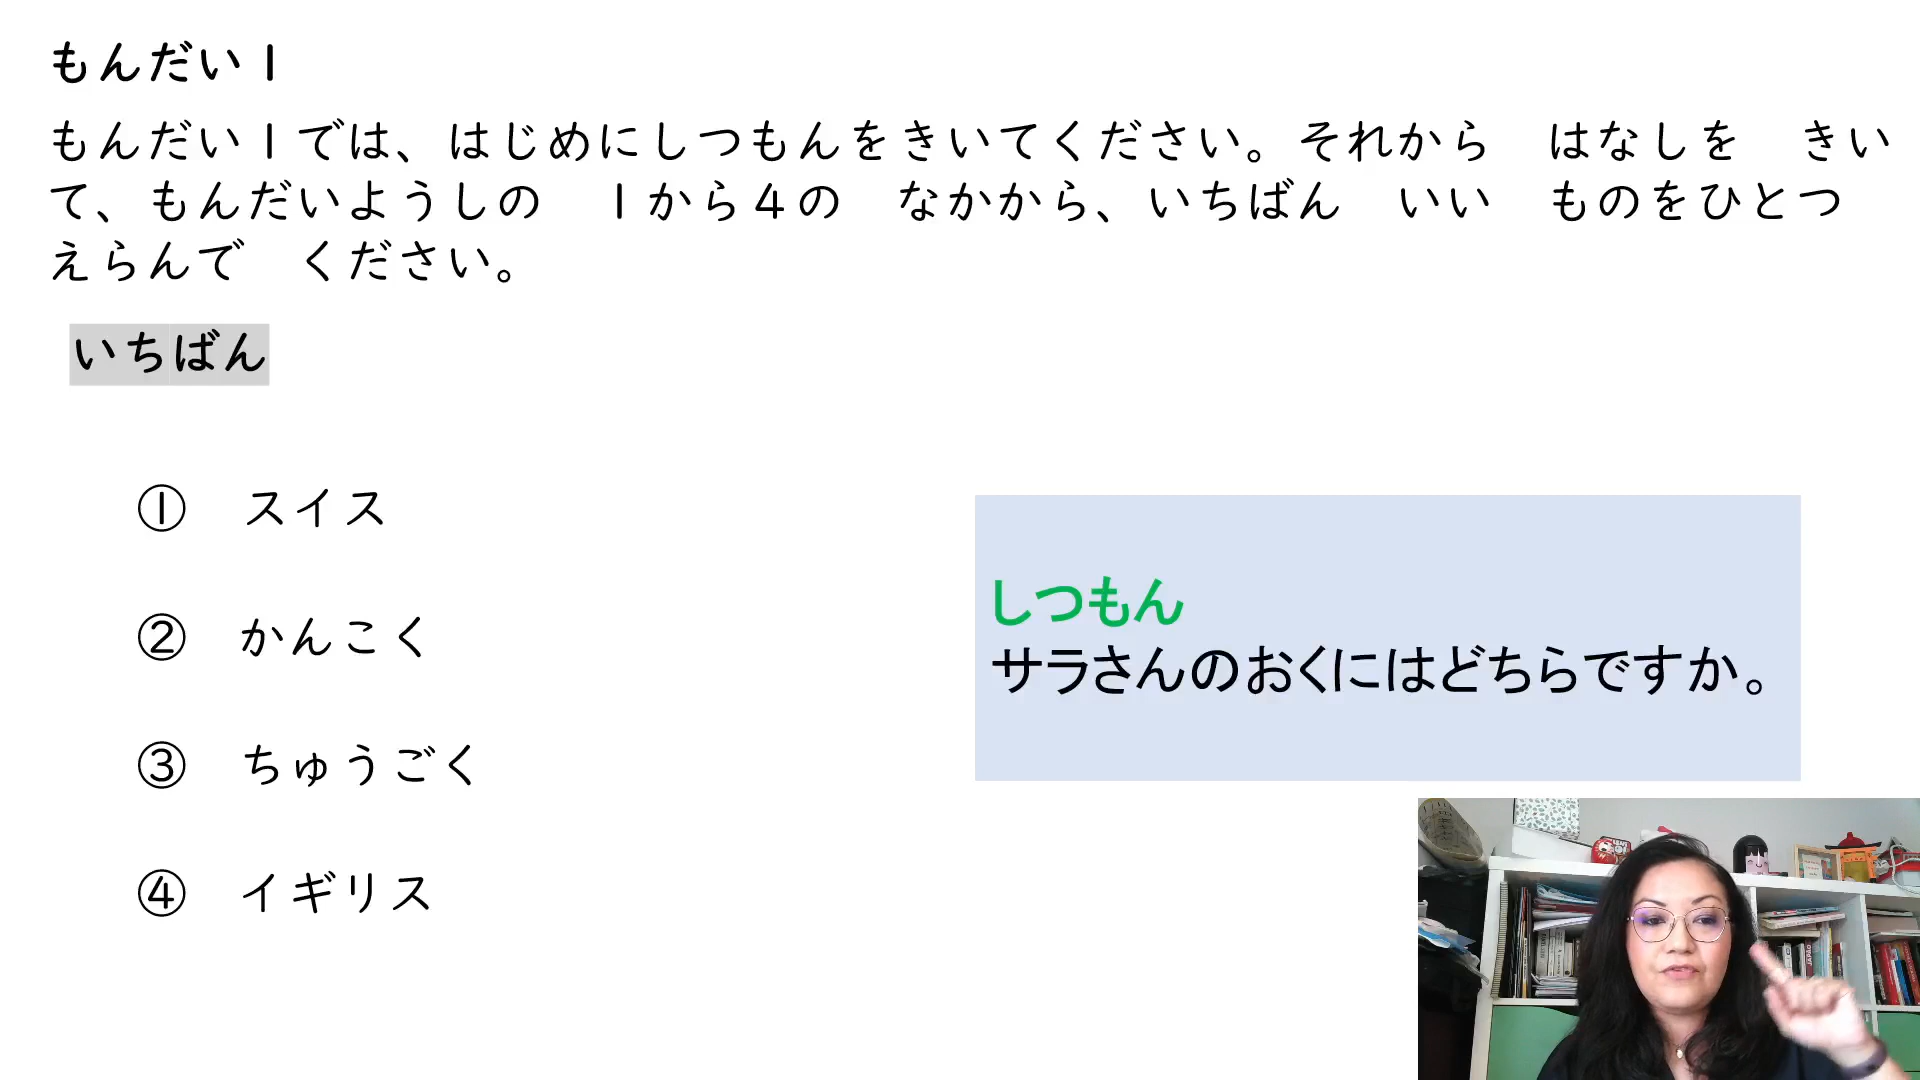 もんだい1
もんだい1では、はじめにしつもんをきいてください。それから　はなしを　きい
て、もんだいようしの　1から4の　なかから、いちばん　いい　ものをひとつ
えらんで　ください。
いちばん
①　スイス
②　かんこく
③　ちゅうごく
④　イギリス
しつもん
サラさんのおくにはどちらですか。